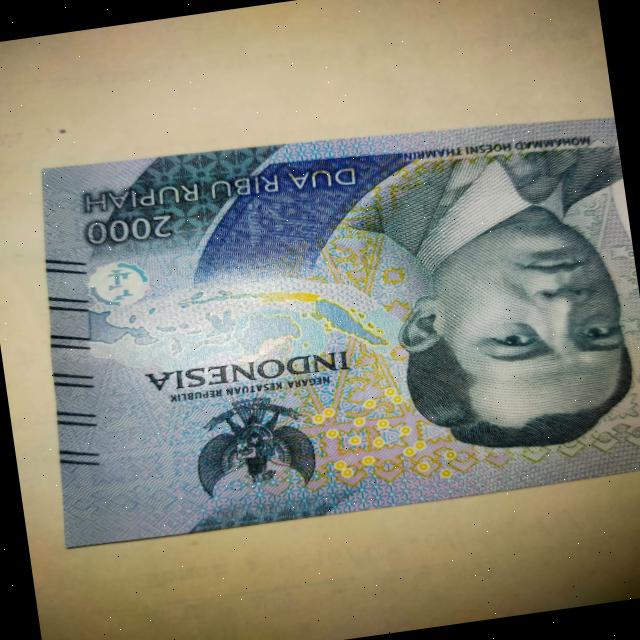 NEGARA KESATUAN REPUBLIK
INDONESIA
2000
DUA RIBU RUPIAH
MOHAMMAD HOESNI THAMRIN